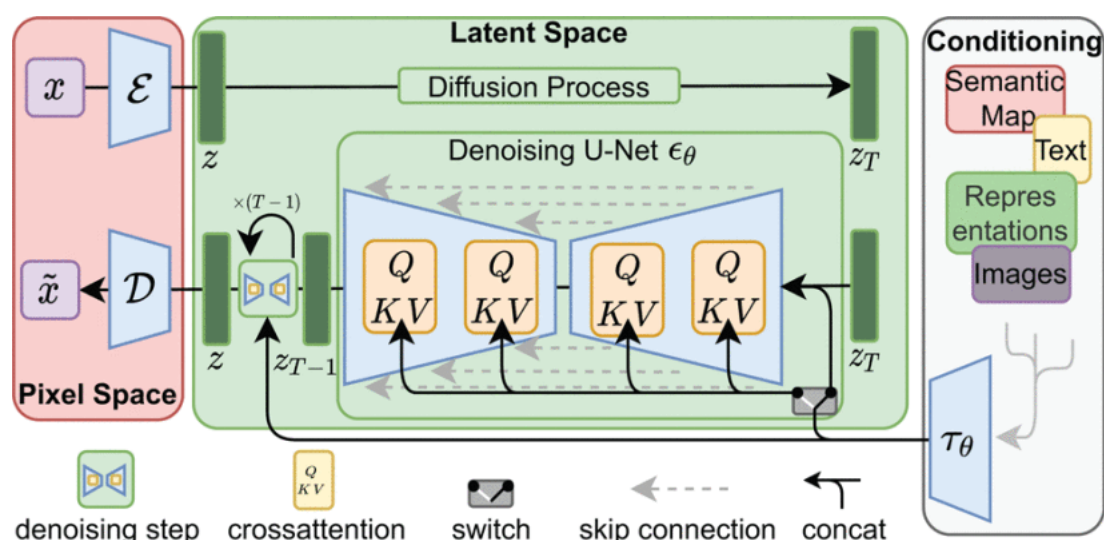 Latent Space
Conditioning
x
ℰ
z
Diffusion Process
z_T
Semantic
Map
Text
Repres
entations
Images
Denoising U-Net ϵ_θ
×(T−1)
Q
KV
Q
KV
Q
KV
Q
KV
x̃
𝒟
z
z_{T−1}
z_T
Pixel Space
τ_θ
Q
KV
denoising step
crossattention
switch
skip connection
concat